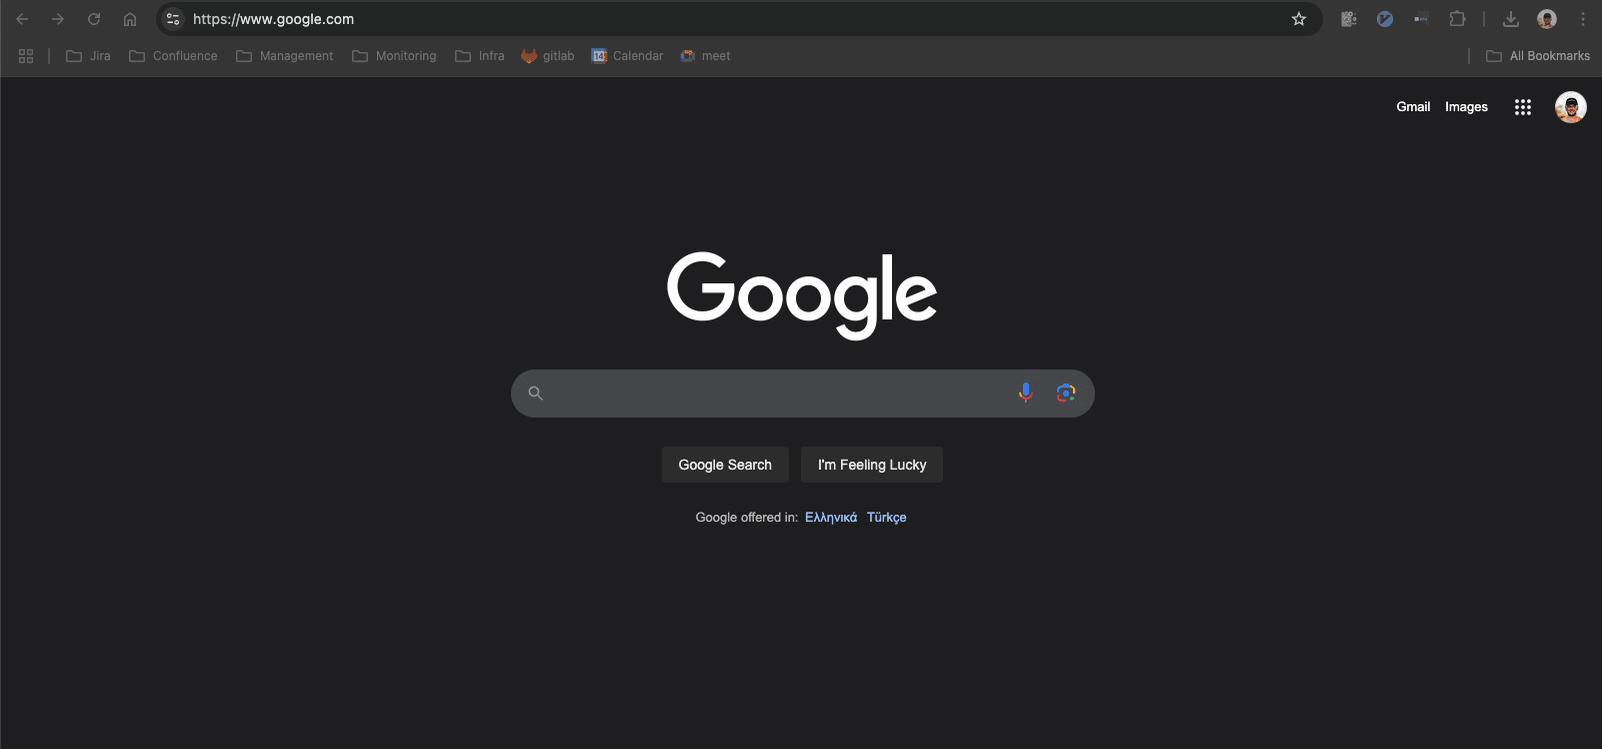 https://www.google.com
Jira Confluence Management Monitoring Infra gitlab 14 Calendar meet All Bookmarks
Gmail Images
Google
Google Search I'm Feeling Lucky
Google offered in: Ελληνικά Türkçe